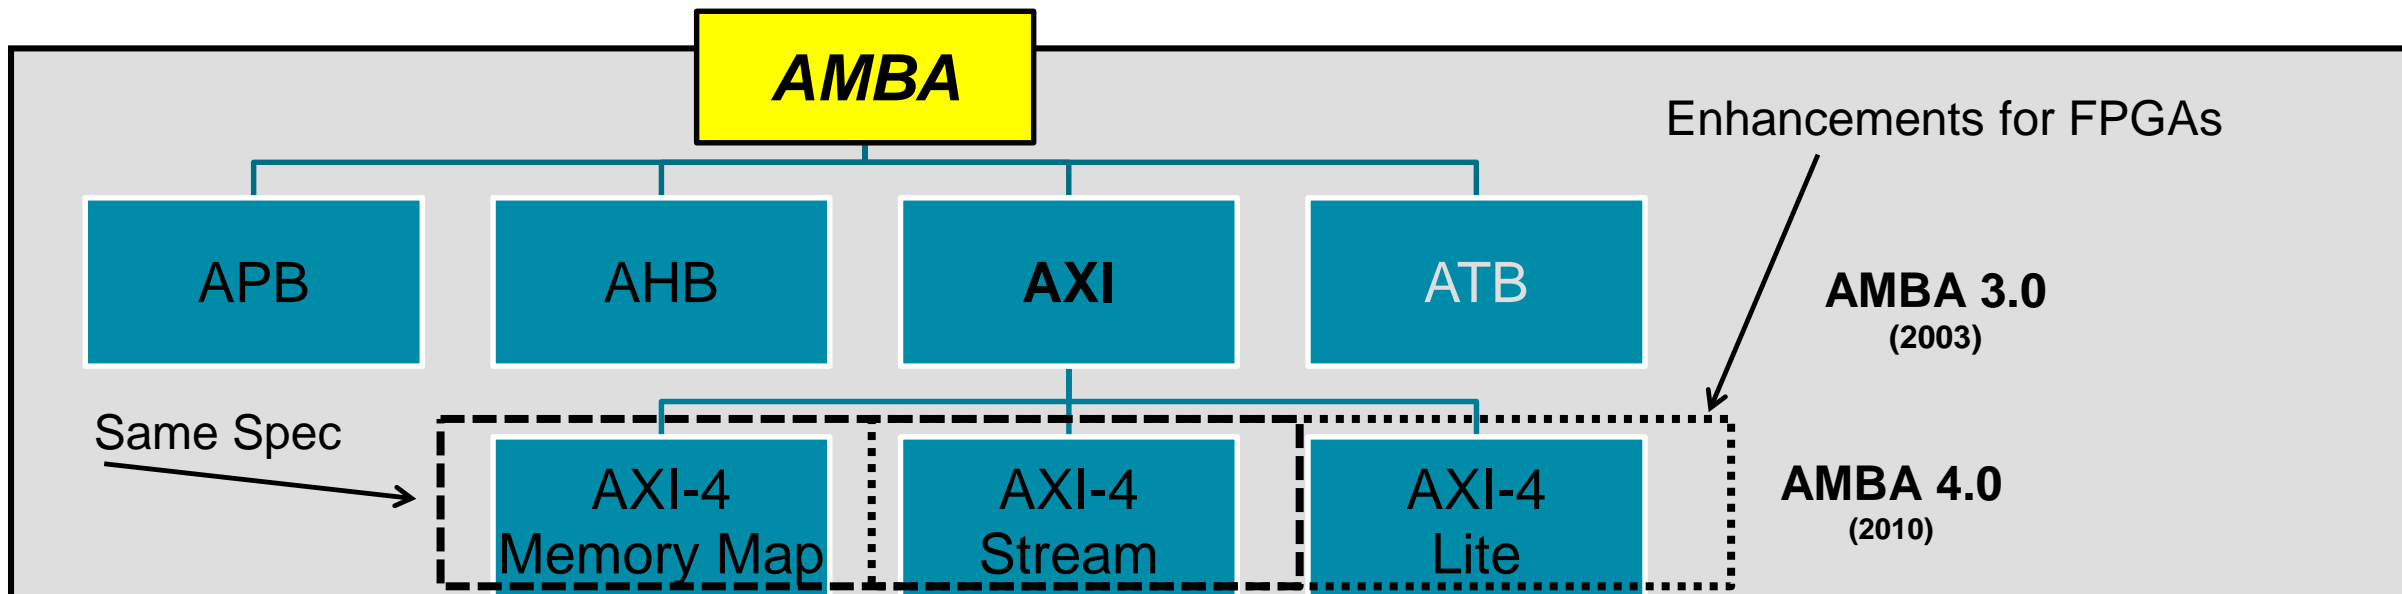 AMBA
Enhancements for FPGAs
APB
AHB
AXI
ATB
AMBA 3.0
(2003)
Same Spec
AXI-4
Memory Map
AXI-4
Stream
AXI-4
Lite
AMBA 4.0
(2010)